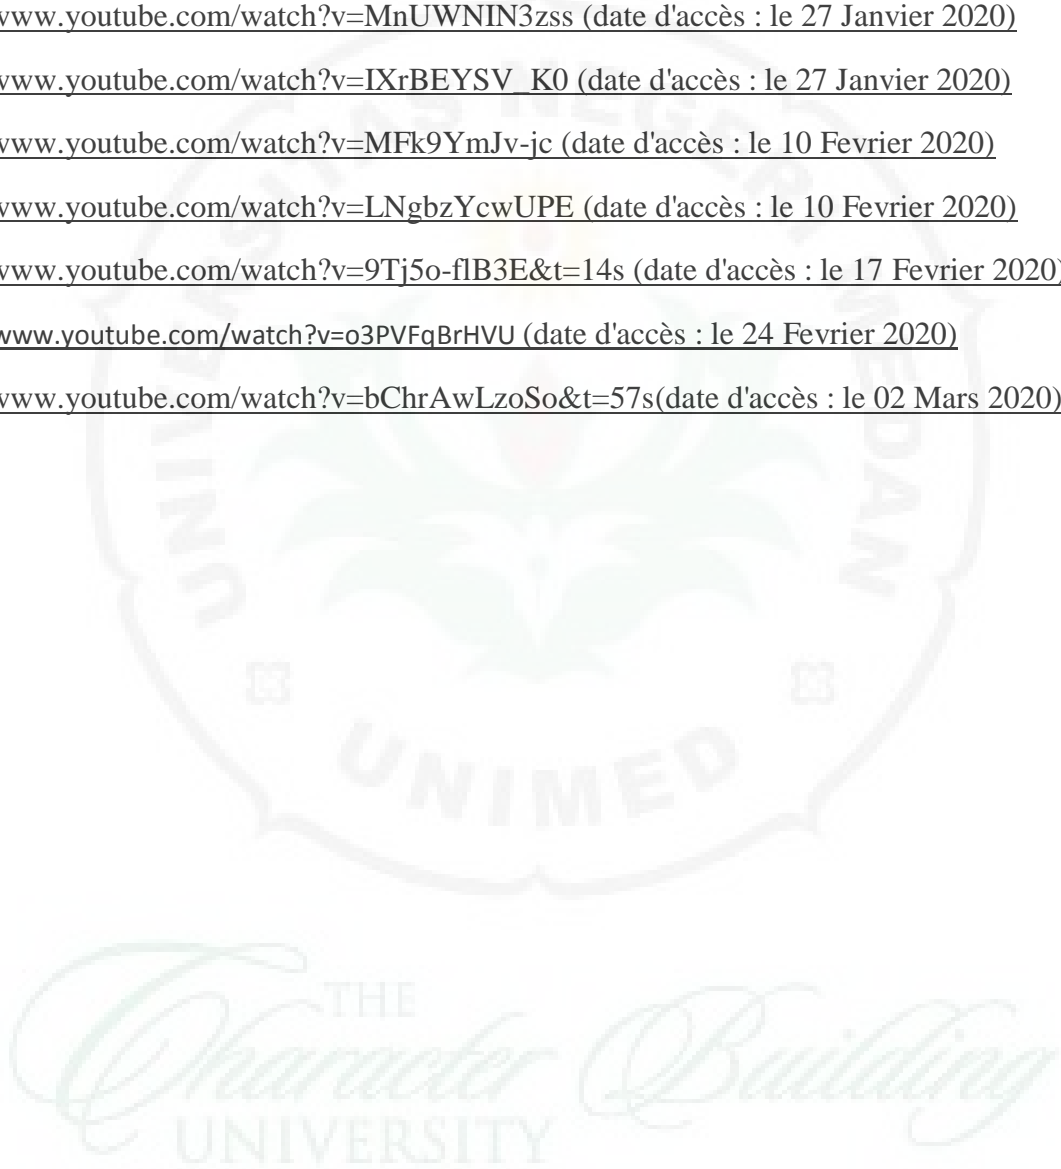 www.youtube.com/watch?v=MnUWNIN3zss (date d'accès : le 27 Janvier 2020)
www.youtube.com/watch?v=IXrBEYSV_K0 (date d'accès : le 27 Janvier 2020)
www.youtube.com/watch?v=MFk9YmJv-jc (date d'accès : le 10 Fevrier 2020)
www.youtube.com/watch?v=LNgbzYcwUPE (date d'accès : le 10 Fevrier 2020)
www.youtube.com/watch?v=9Tj5o-flB3E&t=14s (date d'accès : le 17 Fevrier 2020)
www.youtube.com/watch?v=o3PVFqBrHVU (date d'accès : le 24 Fevrier 2020)
www.youtube.com/watch?v=bChrAwLzoSo&t=57s(date d'accès : le 02 Mars 2020)
UNIVERSITAS NEGERI MEDAN
UNIMED
THE
Character Building
UNIVERSITY